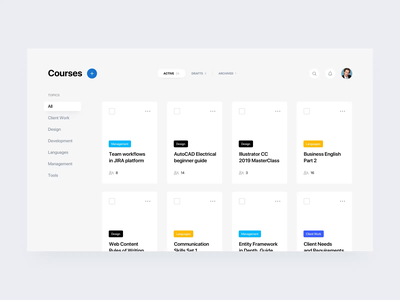 Courses +
ACTIVE
DRAFTS
ARCHIVE
TOPICS
All
Client Work
Design
Development
Languages
Management
Tools
Management
Team workflows
in JIRA platform
8
Design
AutoCAD Electrical
beginner guide
14
Design
Illustrator CC
2019 MasterClass
3
Languages
Business English
Part 2
16
Design
Web Content
Rules of Writing
Languages
Communication
Skills Set 1
Management
Entity Framework
in Depth, Guide
Client Work
Client Needs
and Requirements